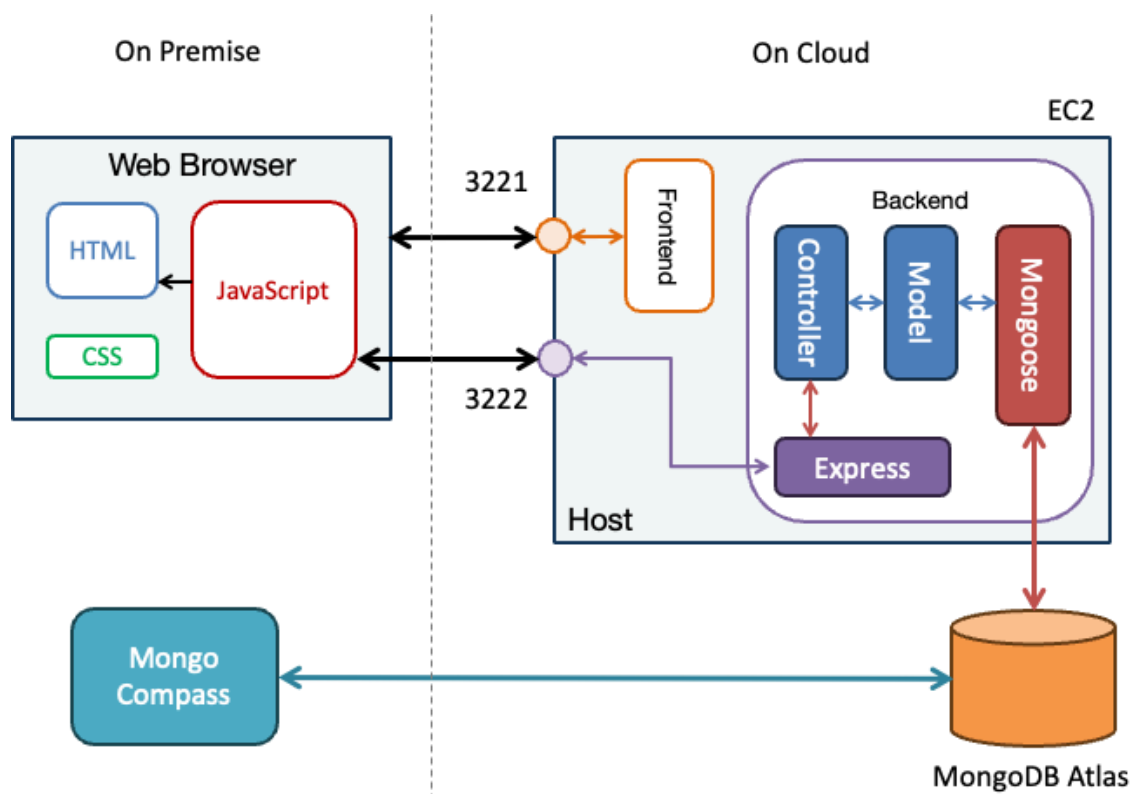 On Premise
On Cloud
EC2
Web Browser
HTML
JavaScript
CSS
3221
3222
Frontend
Backend
Controller
Model
Mongoose
Express
Host
Mongo
Compass
MongoDB Atlas